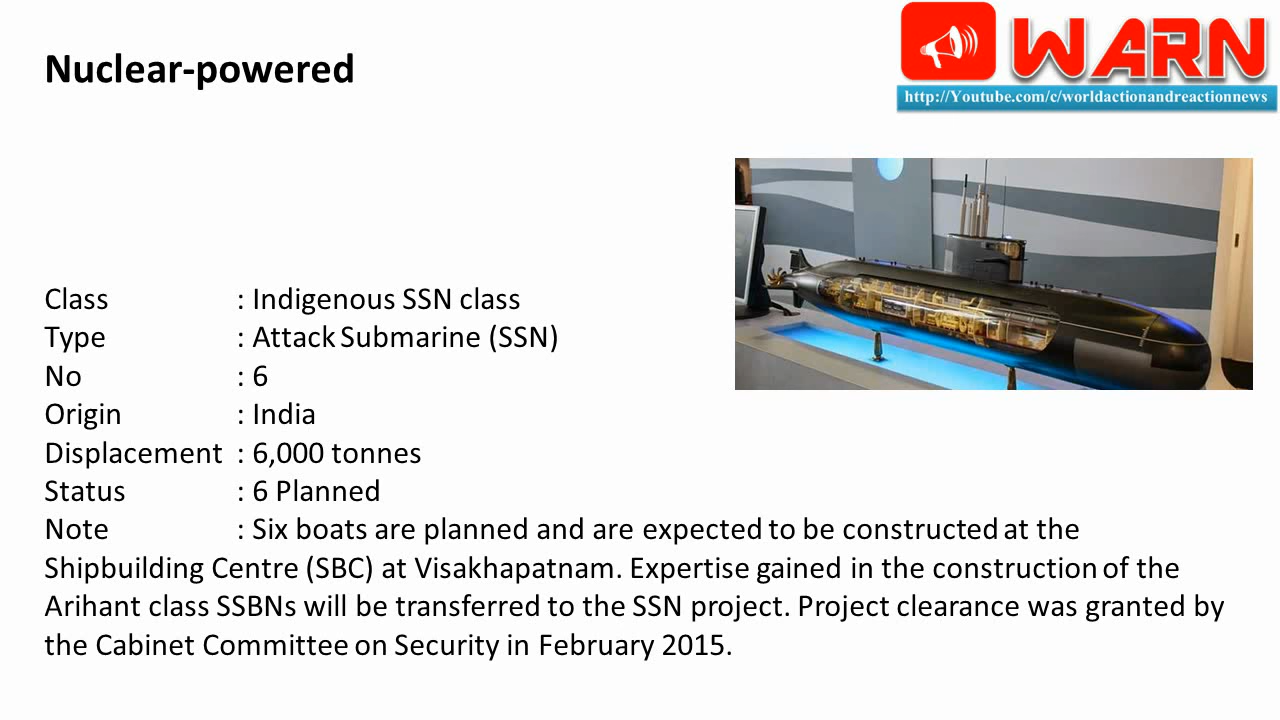 Nuclear-powered
WARN
http://Youtube.com/c/worldactionandreactionnews
Class : Indigenous SSN class
Type : Attack Submarine (SSN)
No : 6
Origin : India
Displacement : 6,000 tonnes
Status : 6 Planned
Note : Six boats are planned and are expected to be constructed at the
Shipbuilding Centre (SBC) at Visakhapatnam. Expertise gained in the construction of the
Arihant class SSBNs will be transferred to the SSN project. Project clearance was granted by
the Cabinet Committee on Security in February 2015.